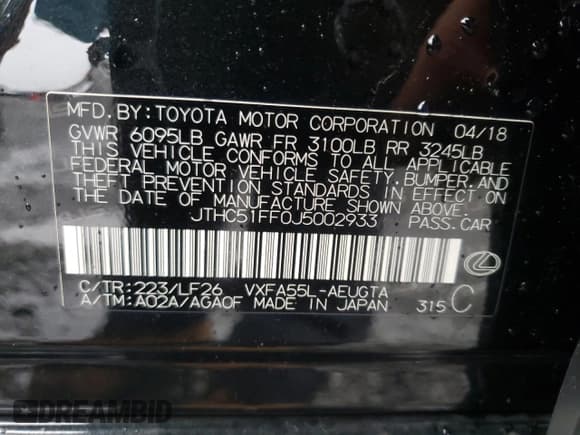 MFD. BY: TOYOTA MOTOR CORPORATION 04/18
GVWR 6095LB GAWR FR 3100LB RR 3245LB
THIS VEHICLE CONFORMS TO ALL APPLICABLE
FEDERAL MOTOR VEHICLE SAFETY, BUMPER, AND
THEFT PREVENTION STANDARDS IN EFFECT ON
THE DATE OF MANUFACTURE SHOWN ABOVE.
JTHC51FF0J5002933 PASS. CAR
C/TR: 223/LF26 VXFA55L-AEUGTA
A/TM: A02A/AGA0F MADE IN JAPAN 315 C
DREAMBID